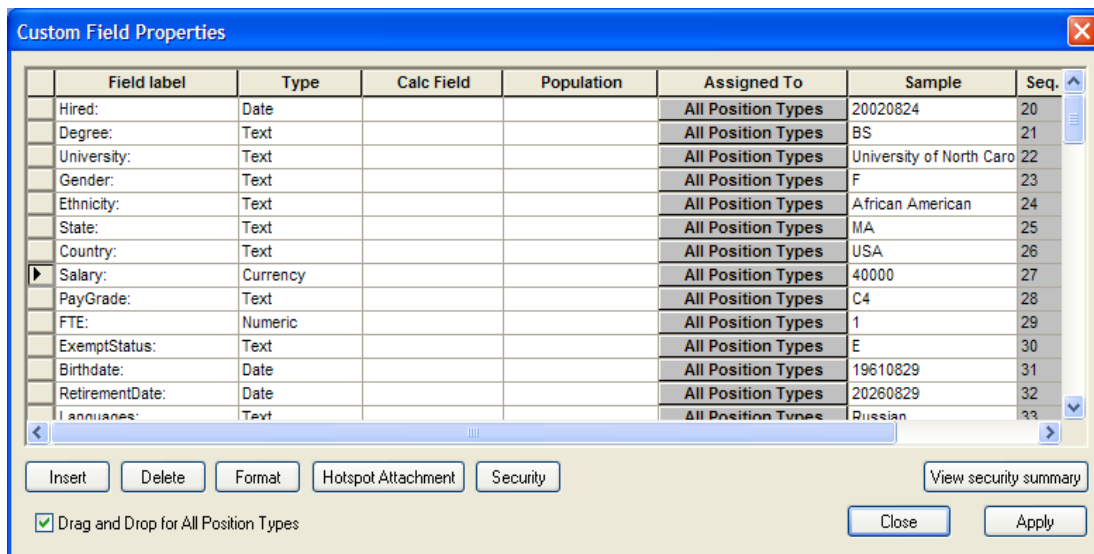 Custom Field Properties
Field label Type Calc Field Population Assigned To Sample Seq.
Hired: Date All Position Types 20020824 20
Degree: Text All Position Types BS 21
University: Text All Position Types University of North Caro 22
Gender: Text All Position Types F 23
Ethnicity: Text All Position Types African American 24
State: Text All Position Types MA 25
Country: Text All Position Types USA 26
Salary: Currency All Position Types 40000 27
PayGrade: Text All Position Types C4 28
FTE: Numeric All Position Types 1 29
ExemptStatus: Text All Position Types E 30
Birthdate: Date All Position Types 19610829 31
RetirementDate: Date All Position Types 20260829 32
Languages: Text All Position Types Russian 33
Insert Delete Format Hotspot Attachment Security View security summary
Drag and Drop for All Position Types Close Apply